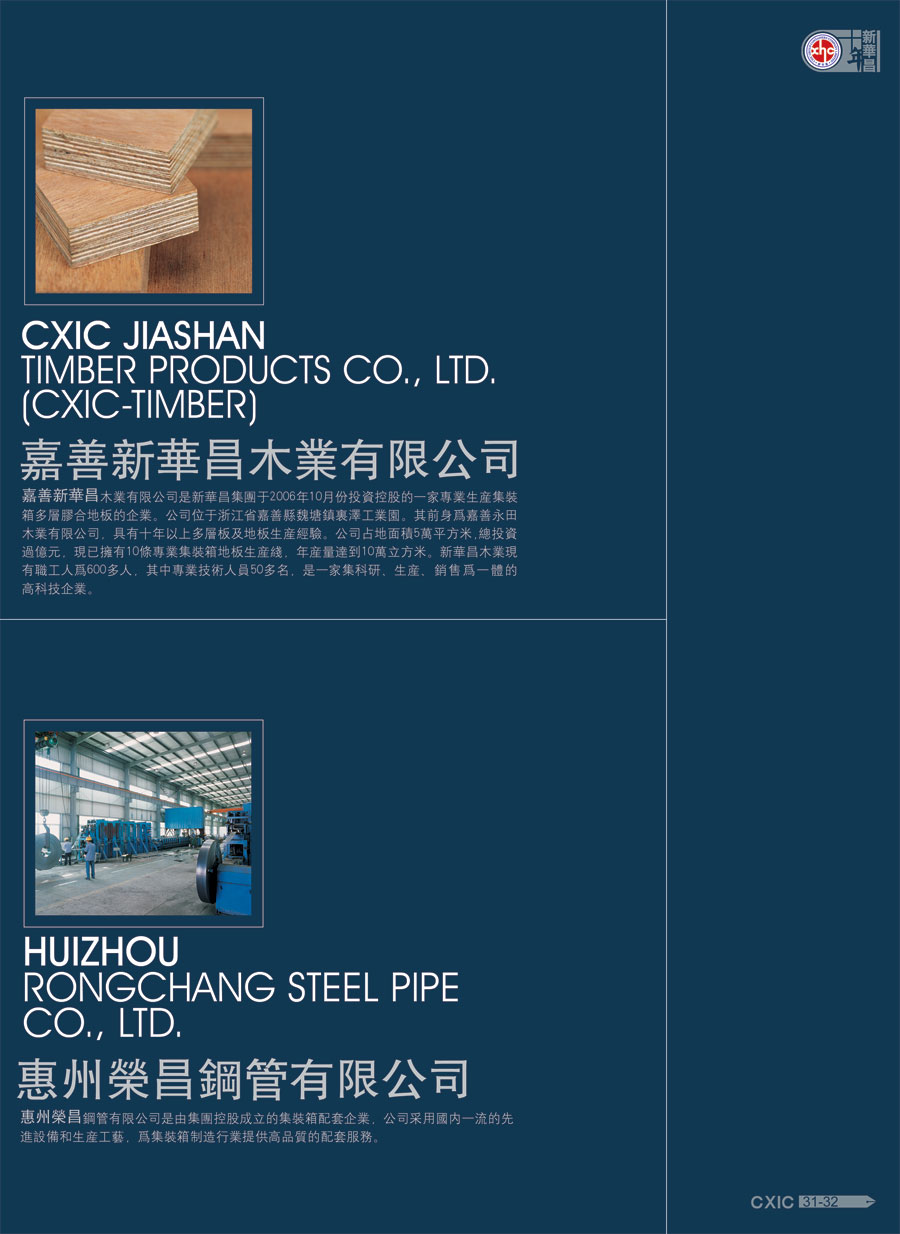 xhc
十年
新華昌
CXIC JIASHAN
TIMBER PRODUCTS CO., LTD.
(CXIC-TIMBER)
嘉善新華昌木業有限公司
嘉善新華昌木業有限公司是新華昌集團于2006年10月份投資控股的一家專業生産集裝
箱多層膠合地板的企業。公司位于浙江省嘉善縣魏塘鎮裏澤工業園。其前身爲嘉善永田
木業有限公司，具有十年以上多層板及地板生産經驗。公司占地面積5萬平方米,總投資
過億元，現已擁有10條專業集裝箱地板生産綫，年産量達到10萬立方米。新華昌木業現
有職工人爲600多人，其中專業技術人員50多名，是一家集科研、生産、銷售爲一體的
高科技企業。
HUIZHOU
RONGCHANG STEEL PIPE
CO., LTD.
惠州榮昌鋼管有限公司
惠州榮昌鋼管有限公司是由集團控股成立的集裝箱配套企業，公司采用國内一流的先
進設備和生産工藝，爲集裝箱制造行業提供高品質的配套服務。
CXIC 31-32